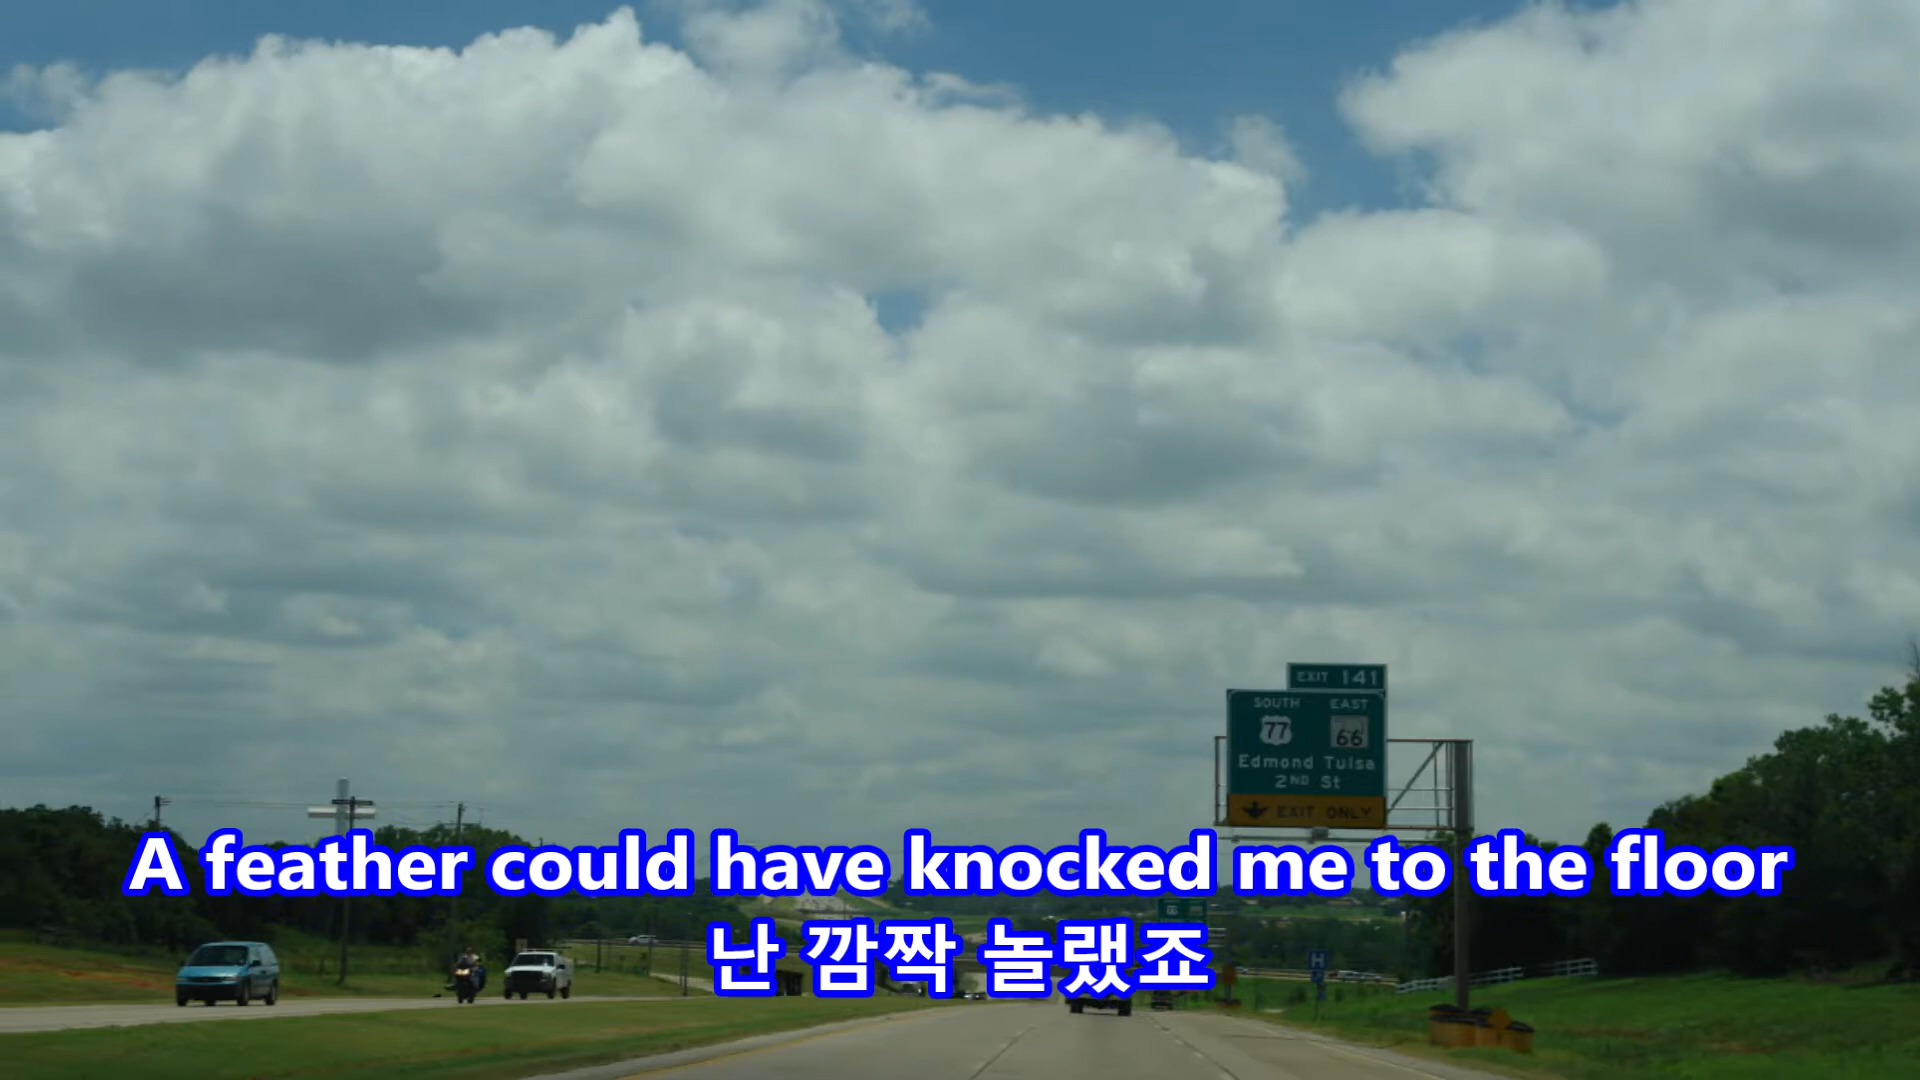 EXIT 141
SOUTH EAST
77 66
Edmond Tulsa
2ND St
EXIT ONLY
H
A feather could have knocked me to the floor
난 깜짝 놀랬죠